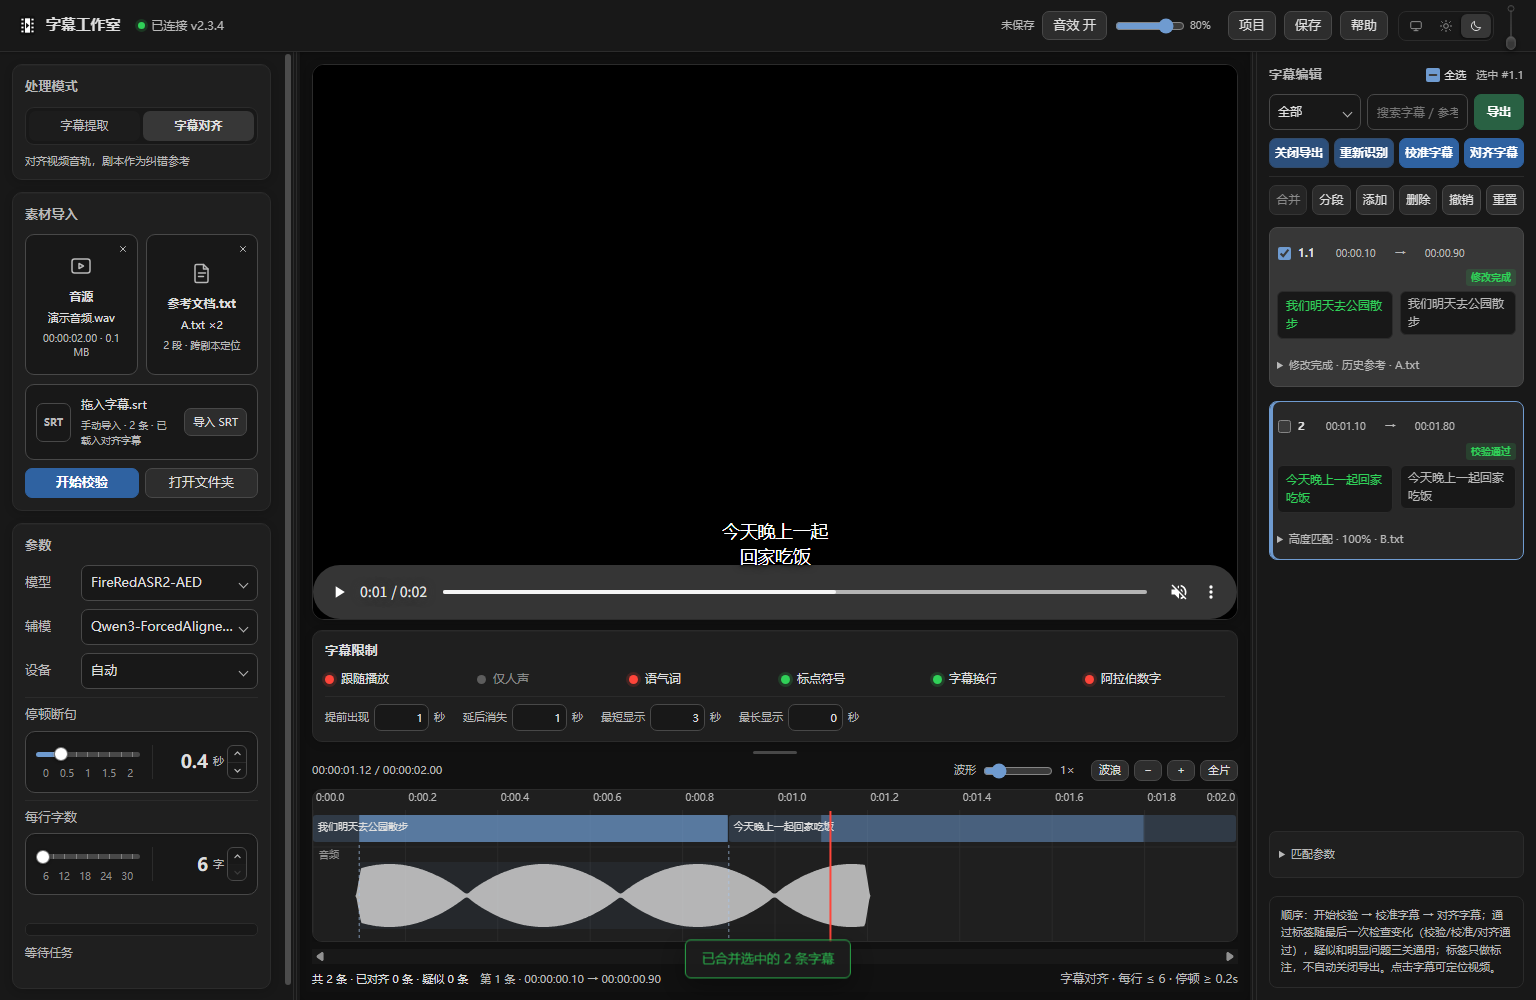 字幕工作室
已连接 v2.3.4
未保存
音效 开
80%
项目
保存
帮助
处理模式
字幕提取
字幕对齐
对齐视频音轨，剧本作为纠错参考
素材导入
×
音源
演示音频.wav
00:00:02.00 · 0.1
MB
×
参考文档.txt
A.txt ×2
2 段 · 跨剧本定位
SRT
拖入字幕.srt
手动导入 · 2 条 · 已
载入对齐字幕
导入 SRT
开始校验
打开文件夹
参数
模型
FireRedASR2-AED
辅模
Qwen3-ForcedAligne...
设备
自动
停顿断句
0 0.5 1 1.5 2
0.4 秒
每行字数
6 12 18 24 30
6 字
等待任务
今天晚上一起
回家吃饭
0:01 / 0:02
字幕限制
跟随播放
仅人声
语气词
标点符号
字幕换行
阿拉伯数字
提前出现 1 秒
延后消失 1 秒
最短显示 3 秒
最长显示 0 秒
00:00:01.12 / 00:00:02.00
波形
1×
波浪
−
+
全片
0:00.0 0:00.2 0:00.4 0:00.6 0:00.8 0:01.0 0:01.2 0:01.4 0:01.6 0:01.8 0:02.0
我们明天去公园散步
今天晚上一起回家吃饭
音频
已合并选中的 2 条字幕
共 2 条 · 已对齐 0 条 · 疑似 0 条
第 1 条 · 00:00:00.10 → 00:00:00.90
字幕对齐 · 每行 ≤ 6 · 停顿 ≥ 0.2s
字幕编辑
全选
选中 #1.1
全部
搜索字幕 / 参考
导出
关闭导出
重新识别
校准字幕
对齐字幕
合并
分段
添加
删除
撤销
重置
1.1 00:00.10 → 00:00.90
修改完成
我们明天去公园散
步
我们明天去公园散
步
修改完成 · 历史参考 · A.txt
2 00:01.10 → 00:01.80
校验通过
今天晚上一起回家
吃饭
今天晚上一起回家
吃饭
高度匹配 · 100% · B.txt
匹配参数
顺序：开始校验 → 校准字幕 → 对齐字幕；通
过标签随最后一次检查变化（校验/校准/对齐通
过），疑似和明显问题三关通用；标签只做标
注，不自动关闭导出。点击字幕可定位视频。